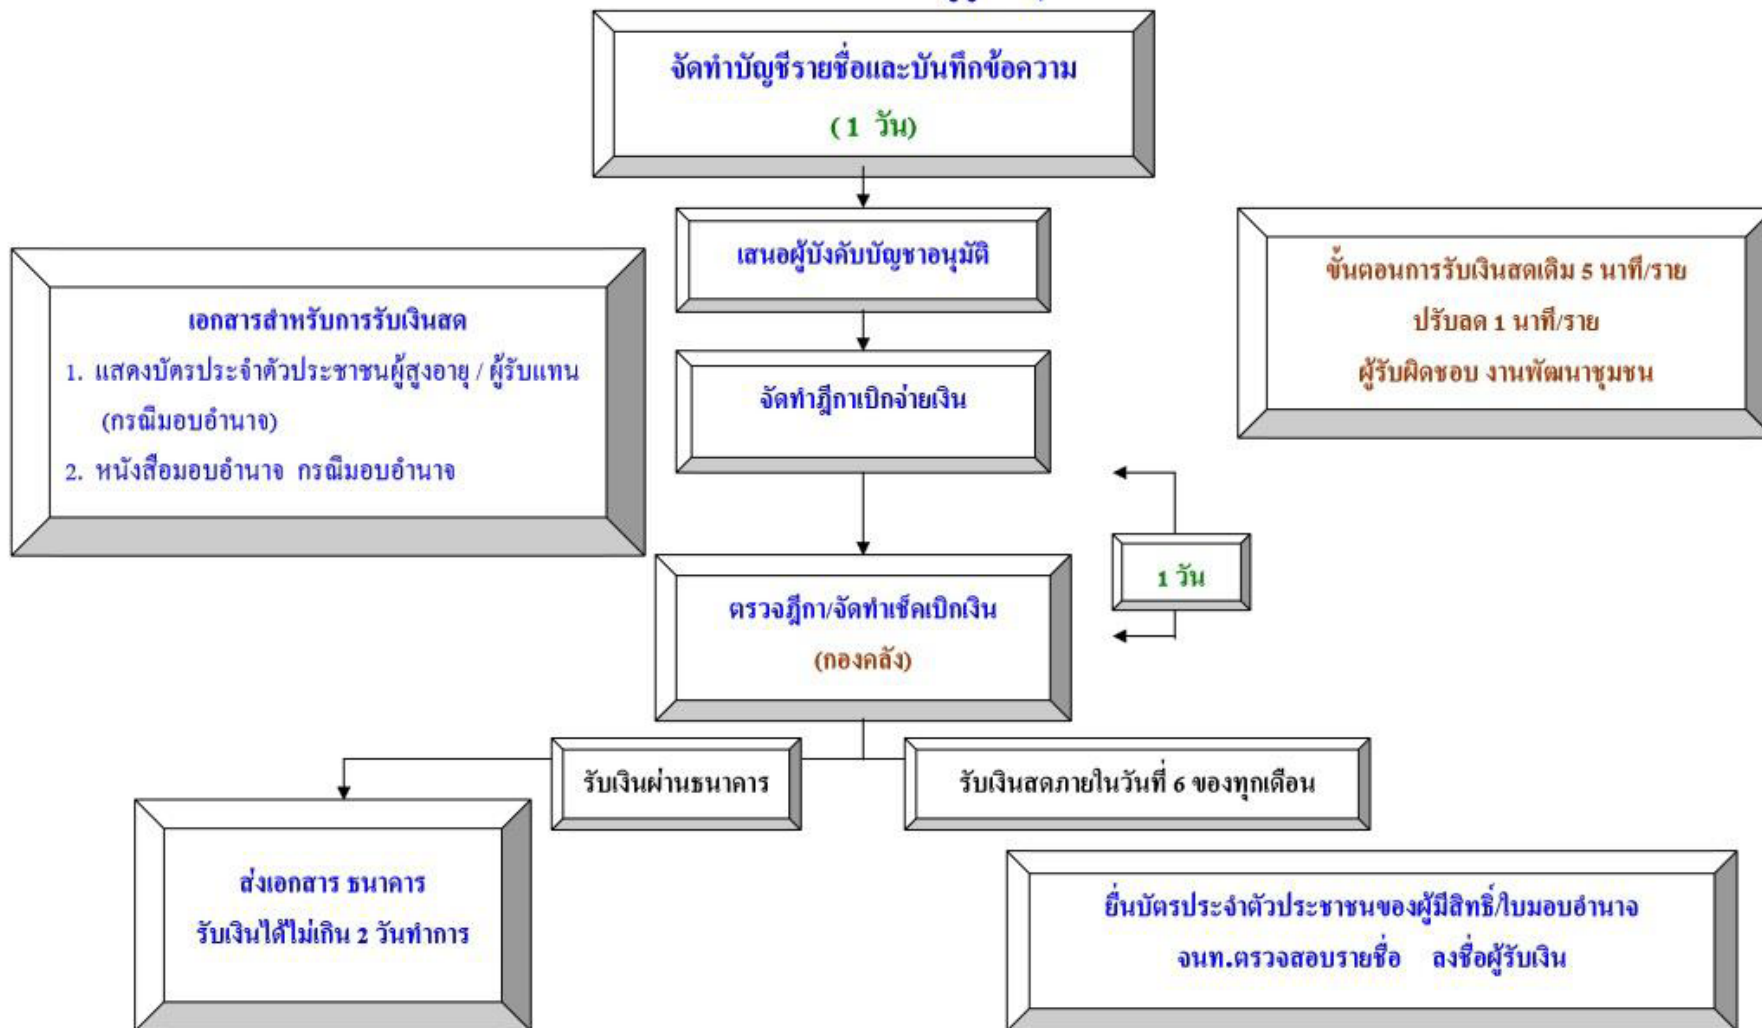 จัดทำบัญชีรายชื่อและบันทึกข้อความ
(1 วัน)
เสนอผู้บังคับบัญชาอนุมัติ
เอกสารสำหรับการรับเงินสด
1. แสดงบัตรประจำตัวประชาชนผู้สูงอายุ / ผู้รับแทน
(กรณีมอบอำนาจ)
2. หนังสือมอบอำนาจ กรณีมอบอำนาจ
ขั้นตอนการรับเงินสดเดิม 5 นาที/ราย
ปรับลด 1 นาที/ราย
ผู้รับผิดชอบ งานพัฒนาชุมชน
จัดทำฎีกาเบิกจ่ายเงิน
1 วัน
ตรวจฎีกา/จัดทำเช็คเบิกเงิน
(กองคลัง)
รับเงินผ่านธนาคาร
รับเงินสดภายในวันที่ 6 ของทุกเดือน
ส่งเอกสาร ธนาคาร
รับเงินได้ไม่เกิน 2 วันทำการ
ยื่นบัตรประจำตัวประชาชนของผู้มีสิทธิ์/ใบมอบอำนาจ
จนท.ตรวจสอบรายชื่อ ลงชื่อผู้รับเงิน